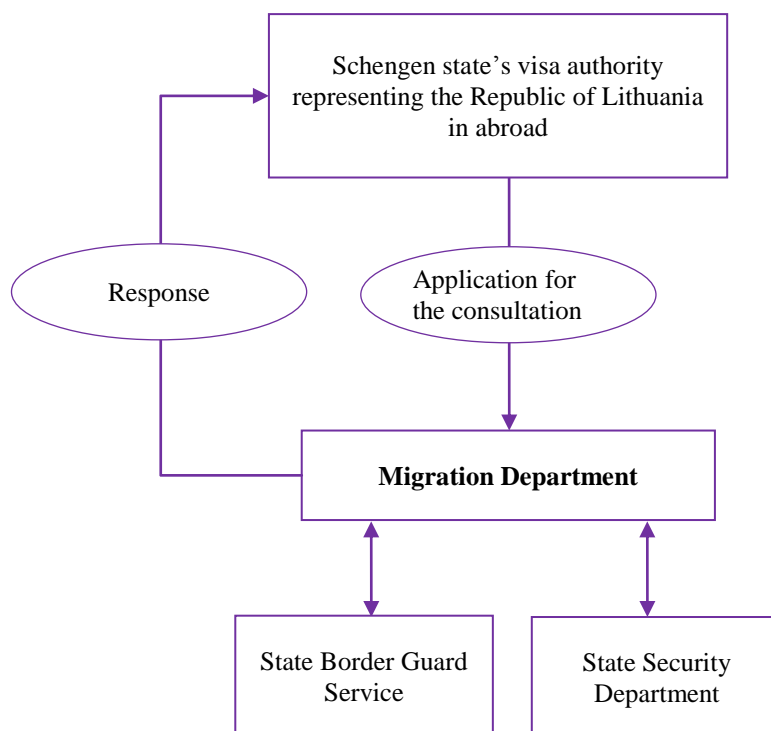 Schengen state’s visa authority
representing the Republic of Lithuania
in abroad
Response
Application for
the consultation
Migration Department
State Border Guard
Service
State Security
Department